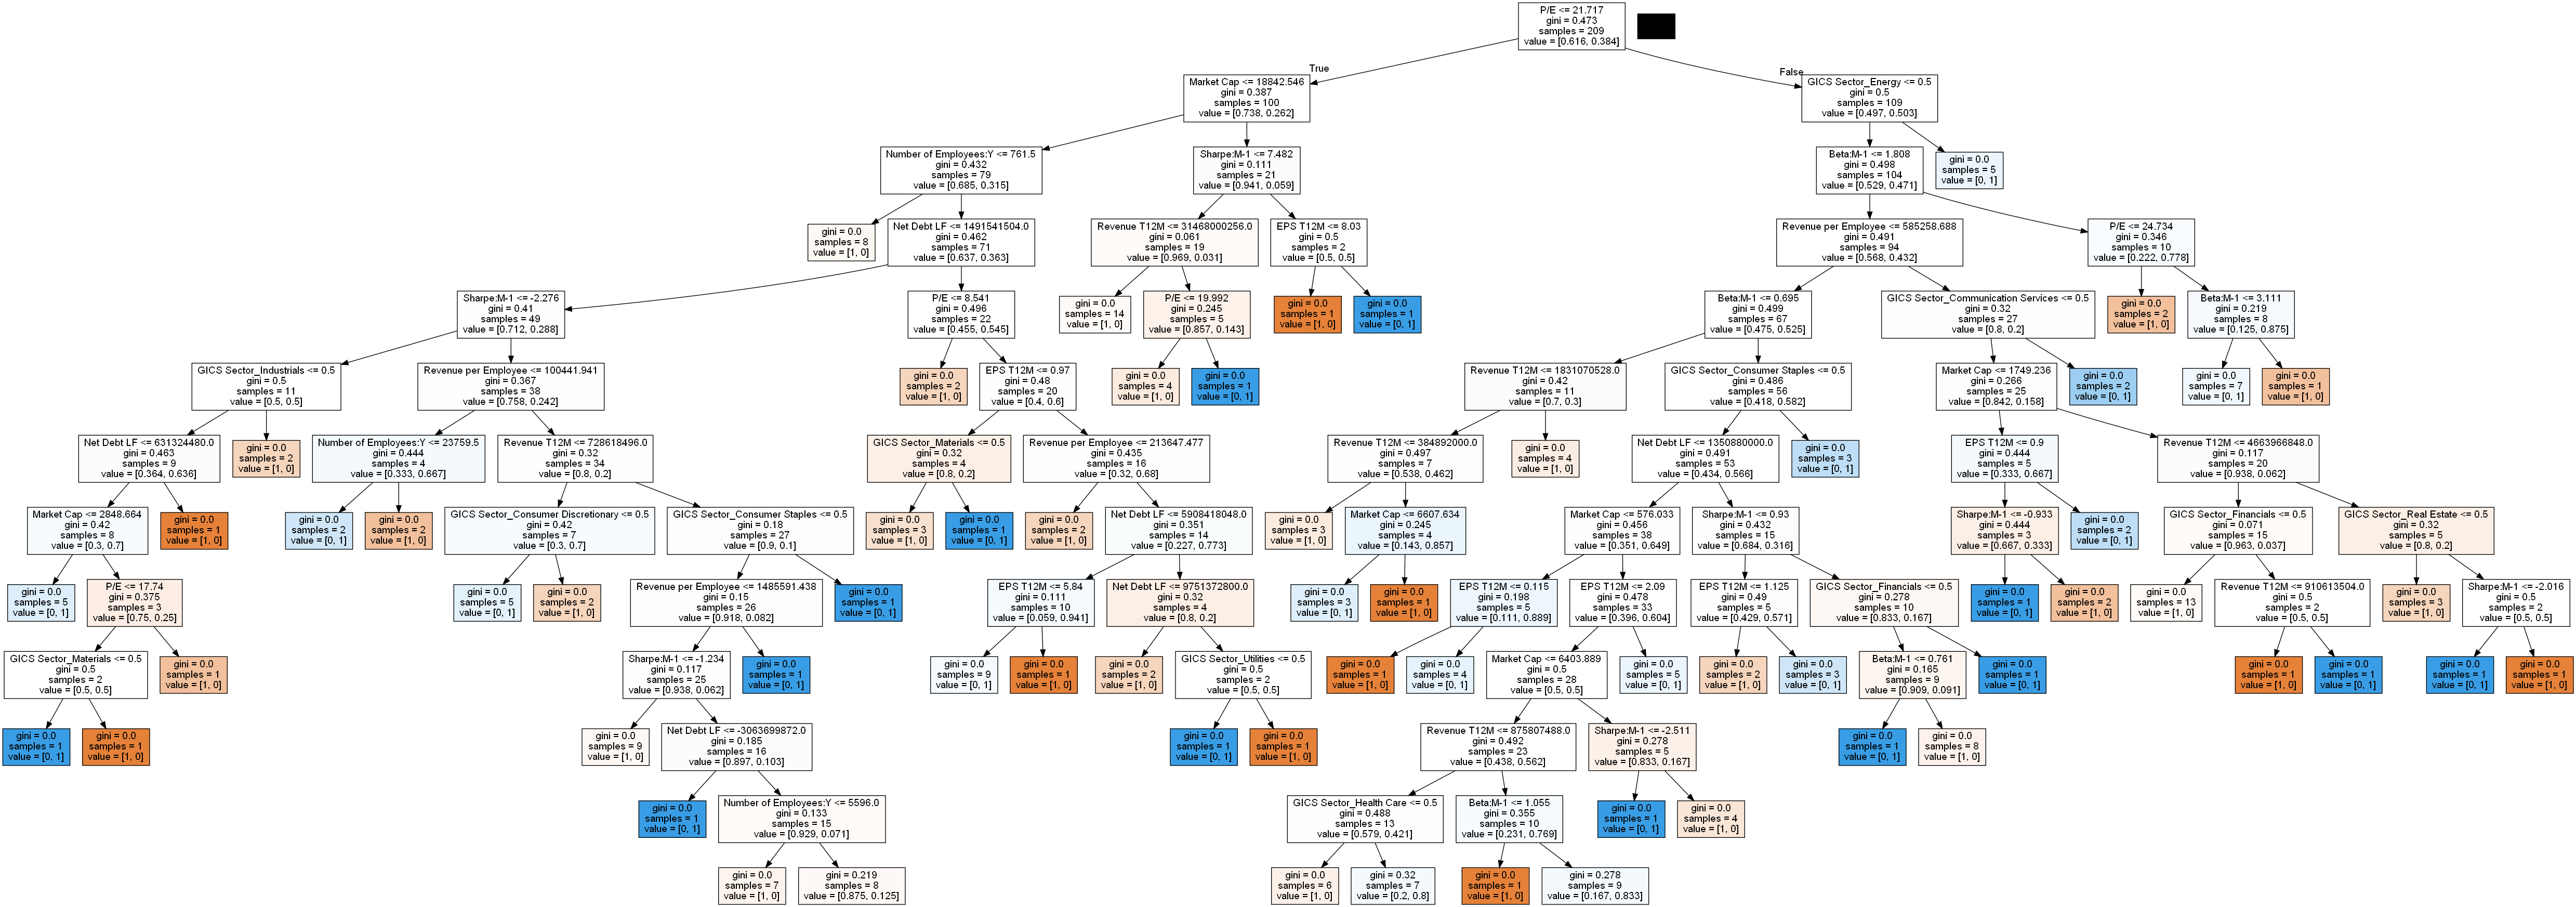 P/E <= 21.717
gini = 0.473
samples = 209
value = [0.616, 0.384]
True
False
Market Cap <= 18842.546
gini = 0.387
samples = 100
value = [0.738, 0.262]
GICS Sector_Energy <= 0.5
gini = 0.5
samples = 109
value = [0.497, 0.503]
Number of Employees:Y <= 761.5
gini = 0.432
samples = 79
value = [0.685, 0.315]
Sharpe:M-1 <= 7.482
gini = 0.111
samples = 21
value = [0.941, 0.059]
Beta:M-1 <= 1.808
gini = 0.498
samples = 104
value = [0.529, 0.471]
gini = 0.0
samples = 5
value = [0, 1]
gini = 0.0
samples = 8
value = [1, 0]
Net Debt LF <= 1491541504.0
gini = 0.462
samples = 71
value = [0.637, 0.363]
Revenue T12M <= 31468000256.0
gini = 0.061
samples = 19
value = [0.969, 0.031]
EPS T12M <= 8.03
gini = 0.5
samples = 2
value = [0.5, 0.5]
Revenue per Employee <= 585258.688
gini = 0.491
samples = 94
value = [0.568, 0.432]
P/E <= 24.734
gini = 0.346
samples = 10
value = [0.222, 0.778]
Sharpe:M-1 <= -2.276
gini = 0.41
samples = 49
value = [0.712, 0.288]
P/E <= 8.541
gini = 0.496
samples = 22
value = [0.455, 0.545]
gini = 0.0
samples = 14
value = [1, 0]
P/E <= 19.992
gini = 0.245
samples = 5
value = [0.857, 0.143]
gini = 0.0
samples = 1
value = [1, 0]
gini = 0.0
samples = 1
value = [0, 1]
Beta:M-1 <= 0.695
gini = 0.499
samples = 67
value = [0.475, 0.525]
GICS Sector_Communication Services <= 0.5
gini = 0.32
samples = 27
value = [0.8, 0.2]
gini = 0.0
samples = 2
value = [1, 0]
Beta:M-1 <= 3.111
gini = 0.219
samples = 8
value = [0.125, 0.875]
GICS Sector_Industrials <= 0.5
gini = 0.5
samples = 11
value = [0.5, 0.5]
Revenue per Employee <= 100441.941
gini = 0.367
samples = 38
value = [0.758, 0.242]
gini = 0.0
samples = 2
value = [1, 0]
EPS T12M <= 0.97
gini = 0.48
samples = 20
value = [0.4, 0.6]
gini = 0.0
samples = 4
value = [1, 0]
gini = 0.0
samples = 1
value = [0, 1]
Revenue T12M <= 1831070528.0
gini = 0.42
samples = 11
value = [0.7, 0.3]
GICS Sector_Consumer Staples <= 0.5
gini = 0.486
samples = 56
value = [0.418, 0.582]
Market Cap <= 1749.236
gini = 0.266
samples = 25
value = [0.842, 0.158]
gini = 0.0
samples = 2
value = [0, 1]
gini = 0.0
samples = 7
value = [0, 1]
gini = 0.0
samples = 1
value = [1, 0]
Net Debt LF <= 631324480.0
gini = 0.463
samples = 9
value = [0.364, 0.636]
gini = 0.0
samples = 2
value = [1, 0]
Number of Employees:Y <= 23759.5
gini = 0.444
samples = 4
value = [0.333, 0.667]
Revenue T12M <= 728618496.0
gini = 0.32
samples = 34
value = [0.8, 0.2]
GICS Sector_Materials <= 0.5
gini = 0.32
samples = 4
value = [0.8, 0.2]
Revenue per Employee <= 213647.477
gini = 0.435
samples = 16
value = [0.32, 0.68]
Revenue T12M <= 384892000.0
gini = 0.497
samples = 7
value = [0.538, 0.462]
gini = 0.0
samples = 4
value = [1, 0]
Net Debt LF <= 1350880000.0
gini = 0.491
samples = 53
value = [0.434, 0.566]
gini = 0.0
samples = 3
value = [0, 1]
EPS T12M <= 0.9
gini = 0.444
samples = 5
value = [0.333, 0.667]
Revenue T12M <= 4663966848.0
gini = 0.117
samples = 20
value = [0.938, 0.062]
Market Cap <= 2848.664
gini = 0.42
samples = 8
value = [0.3, 0.7]
gini = 0.0
samples = 1
value = [1, 0]
gini = 0.0
samples = 2
value = [0, 1]
gini = 0.0
samples = 2
value = [1, 0]
GICS Sector_Consumer Discretionary <= 0.5
gini = 0.42
samples = 7
value = [0.3, 0.7]
GICS Sector_Consumer Staples <= 0.5
gini = 0.18
samples = 27
value = [0.9, 0.1]
gini = 0.0
samples = 3
value = [1, 0]
gini = 0.0
samples = 1
value = [0, 1]
gini = 0.0
samples = 2
value = [1, 0]
Net Debt LF <= 5908418048.0
gini = 0.351
samples = 14
value = [0.227, 0.773]
gini = 0.0
samples = 3
value = [1, 0]
Market Cap <= 6607.634
gini = 0.245
samples = 4
value = [0.143, 0.857]
Market Cap <= 576.033
gini = 0.456
samples = 38
value = [0.351, 0.649]
Sharpe:M-1 <= 0.93
gini = 0.432
samples = 15
value = [0.684, 0.316]
Sharpe:M-1 <= -0.933
gini = 0.444
samples = 3
value = [0.667, 0.333]
gini = 0.0
samples = 2
value = [0, 1]
GICS Sector_Financials <= 0.5
gini = 0.071
samples = 15
value = [0.963, 0.037]
GICS Sector_Real Estate <= 0.5
gini = 0.32
samples = 5
value = [0.8, 0.2]
gini = 0.0
samples = 5
value = [0, 1]
P/E <= 17.74
gini = 0.375
samples = 3
value = [0.75, 0.25]
gini = 0.0
samples = 5
value = [0, 1]
gini = 0.0
samples = 2
value = [1, 0]
Revenue per Employee <= 1485591.438
gini = 0.15
samples = 26
value = [0.918, 0.082]
gini = 0.0
samples = 1
value = [0, 1]
EPS T12M <= 5.84
gini = 0.111
samples = 10
value = [0.059, 0.941]
Net Debt LF <= 9751372800.0
gini = 0.32
samples = 4
value = [0.8, 0.2]
gini = 0.0
samples = 3
value = [0, 1]
gini = 0.0
samples = 1
value = [1, 0]
EPS T12M <= 0.115
gini = 0.198
samples = 5
value = [0.111, 0.889]
EPS T12M <= 2.09
gini = 0.478
samples = 33
value = [0.396, 0.604]
EPS T12M <= 1.125
gini = 0.49
samples = 5
value = [0.429, 0.571]
GICS Sector_Financials <= 0.5
gini = 0.278
samples = 10
value = [0.833, 0.167]
gini = 0.0
samples = 1
value = [0, 1]
gini = 0.0
samples = 2
value = [1, 0]
gini = 0.0
samples = 13
value = [1, 0]
Revenue T12M <= 910613504.0
gini = 0.5
samples = 2
value = [0.5, 0.5]
gini = 0.0
samples = 3
value = [1, 0]
Sharpe:M-1 <= -2.016
gini = 0.5
samples = 2
value = [0.5, 0.5]
GICS Sector_Materials <= 0.5
gini = 0.5
samples = 2
value = [0.5, 0.5]
gini = 0.0
samples = 1
value = [1, 0]
Sharpe:M-1 <= -1.234
gini = 0.117
samples = 25
value = [0.938, 0.062]
gini = 0.0
samples = 1
value = [0, 1]
gini = 0.0
samples = 9
value = [0, 1]
gini = 0.0
samples = 1
value = [1, 0]
gini = 0.0
samples = 2
value = [1, 0]
GICS Sector_Utilities <= 0.5
gini = 0.5
samples = 2
value = [0.5, 0.5]
gini = 0.0
samples = 1
value = [1, 0]
gini = 0.0
samples = 4
value = [0, 1]
Market Cap <= 6403.889
gini = 0.5
samples = 28
value = [0.5, 0.5]
gini = 0.0
samples = 5
value = [0, 1]
gini = 0.0
samples = 2
value = [1, 0]
gini = 0.0
samples = 3
value = [0, 1]
Beta:M-1 <= 0.761
gini = 0.165
samples = 9
value = [0.909, 0.091]
gini = 0.0
samples = 1
value = [0, 1]
gini = 0.0
samples = 1
value = [1, 0]
gini = 0.0
samples = 1
value = [0, 1]
gini = 0.0
samples = 1
value = [0, 1]
gini = 0.0
samples = 1
value = [1, 0]
gini = 0.0
samples = 1
value = [0, 1]
gini = 0.0
samples = 1
value = [1, 0]
gini = 0.0
samples = 9
value = [1, 0]
Net Debt LF <= -3063699872.0
gini = 0.185
samples = 16
value = [0.897, 0.103]
gini = 0.0
samples = 1
value = [0, 1]
gini = 0.0
samples = 1
value = [1, 0]
Revenue T12M <= 875807488.0
gini = 0.492
samples = 23
value = [0.438, 0.562]
Sharpe:M-1 <= -2.511
gini = 0.278
samples = 5
value = [0.833, 0.167]
gini = 0.0
samples = 1
value = [0, 1]
gini = 0.0
samples = 8
value = [1, 0]
gini = 0.0
samples = 1
value = [0, 1]
Number of Employees:Y <= 5596.0
gini = 0.133
samples = 15
value = [0.929, 0.071]
GICS Sector_Health Care <= 0.5
gini = 0.488
samples = 13
value = [0.579, 0.421]
Beta:M-1 <= 1.055
gini = 0.355
samples = 10
value = [0.231, 0.769]
gini = 0.0
samples = 1
value = [0, 1]
gini = 0.0
samples = 4
value = [1, 0]
gini = 0.0
samples = 7
value = [1, 0]
gini = 0.219
samples = 8
value = [0.875, 0.125]
gini = 0.0
samples = 6
value = [1, 0]
gini = 0.32
samples = 7
value = [0.2, 0.8]
gini = 0.0
samples = 1
value = [1, 0]
gini = 0.278
samples = 9
value = [0.167, 0.833]